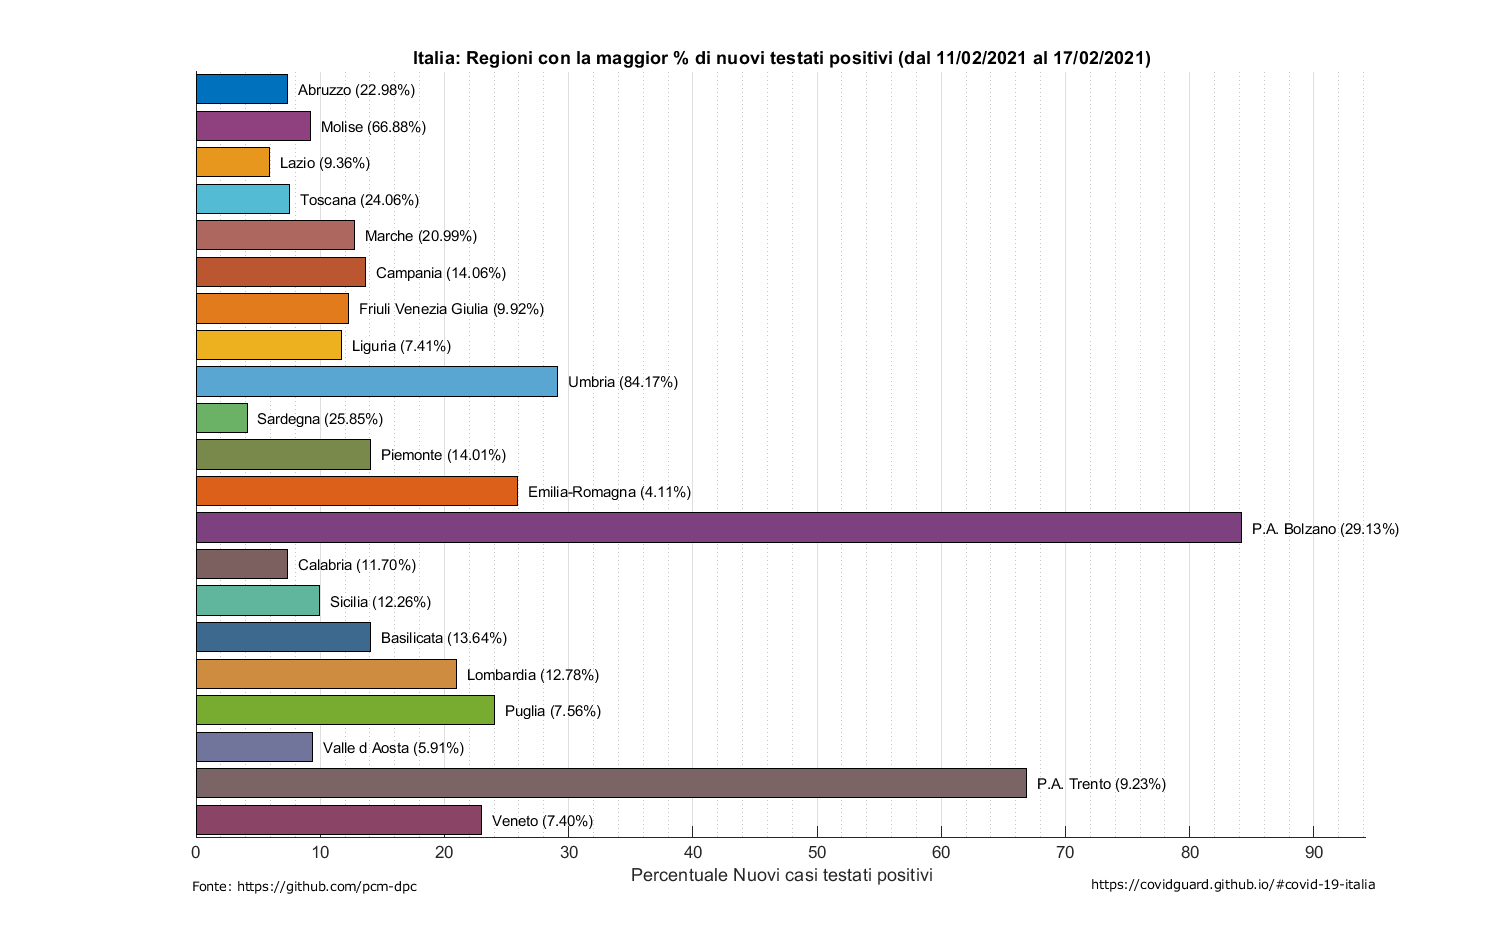 Italia: Regioni con la maggior % di nuovi testati positivi (dal 11/02/2021 al 17/02/2021)
Abruzzo (22.98%)
Molise (66.88%)
Lazio (9.36%)
Toscana (24.06%)
Marche (20.99%)
Campania (14.06%)
Friuli Venezia Giulia (9.92%)
Liguria (7.41%)
Umbria (84.17%)
Sardegna (25.85%)
Piemonte (14.01%)
Emilia-Romagna (4.11%)
P.A. Bolzano (29.13%)
Calabria (11.70%)
Sicilia (12.26%)
Basilicata (13.64%)
Lombardia (12.78%)
Puglia (7.56%)
Valle d Aosta (5.91%)
P.A. Trento (9.23%)
Veneto (7.40%)
0 10 20 30 40 50 60 70 80 90
Percentuale Nuovi casi testati positivi
Fonte: https://github.com/pcm-dpc
https://covidguard.github.io/#covid-19-italia